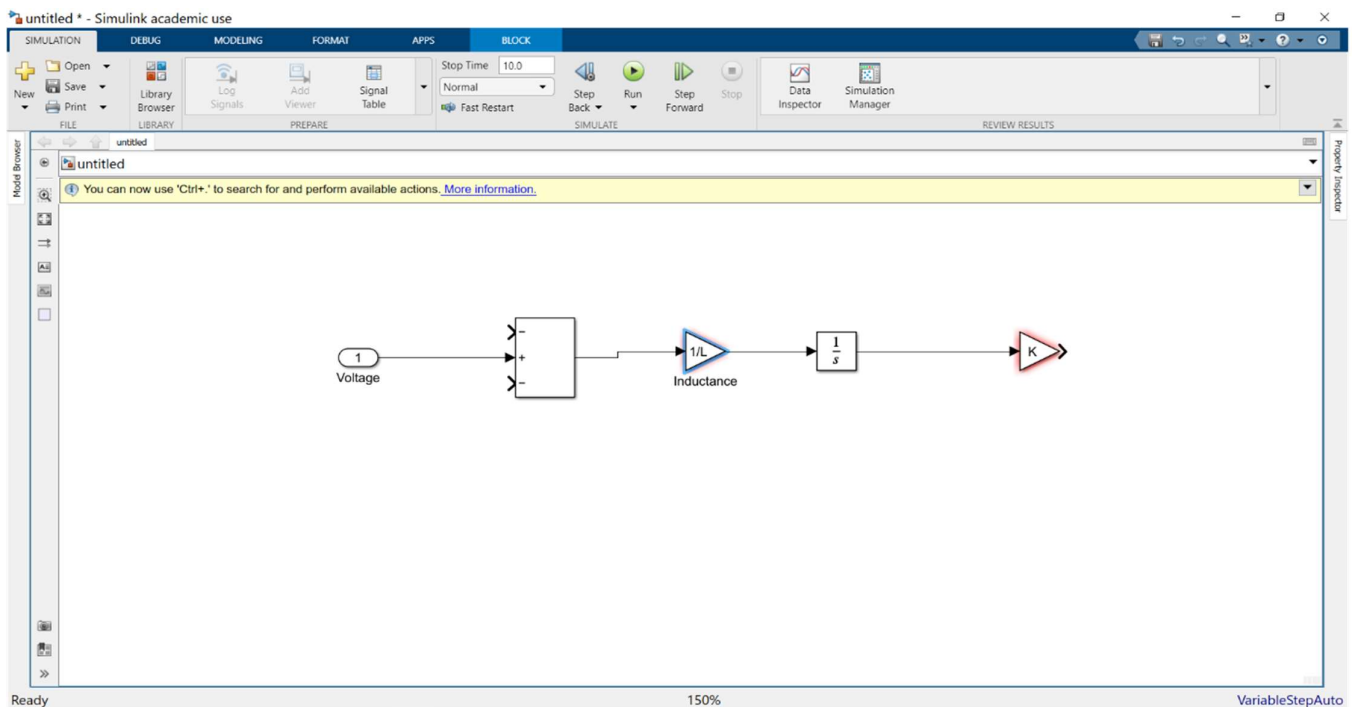 untitled * - Simulink academic use
SIMULATION DEBUG MODELING FORMAT APPS BLOCK
New
Open
Save
Print
FILE
Library Browser
LIBRARY
Log Signals
Add Viewer
Signal Table
PREPARE
Stop Time 10.0
Normal
Fast Restart
Step Back
Run
Step Forward
Stop
SIMULATE
Data Inspector
Simulation Manager
REVIEW RESULTS
Model Browser
untitled
untitled
You can now use 'Ctrl+.' to search for and perform available actions. More information.
Property Inspector
1
Voltage
−
+
−
1/L
Inductance
1
s
K
Ready 150% VariableStepAuto